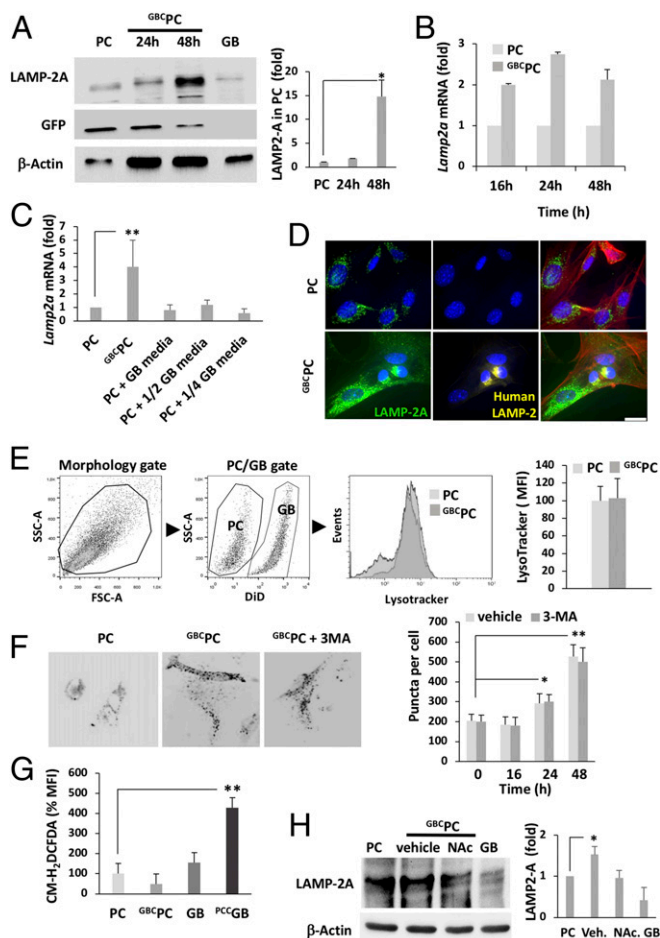 A
GBCPC
PC 24h 48h GB
LAMP-2A
GFP
β-Actin
LAMP2-A in PC (fold)
20
15
10
5
0
*
PC 24h 48h
B
PC
GBCPC
Lamp2a mRNA (fold)
3
2
1
0
16h 24h 48h
Time (h)
C
Lamp2a mRNA (fold)
7
6
5
4
3
2
1
0
**
PC
GBCPC
PC + GB media
PC + 1/2 GB media
PC + 1/4 GB media
D
PC
GBCPC
LAMP-2A
Human
LAMP-2
E
Morphology gate
SSC-A
FSC-A
PC/GB gate
SSC-A
PC
GB
DiD
Events
PC
GBCPC
Lysotracker
LysoTracker ( MFI)
140
120
100
80
60
40
20
0
PC GBCPC
F
PC GBCPC GBCPC + 3MA
vehicle 3-MA
Puncta per cell
700
600
500
400
300
200
100
0
*
**
0 16 24 48
Time (h)
G
CM-H2DCFDA (% MFI)
600
500
400
300
200
100
0
**
PC GBCPC GB PCCGB
H
GBCPC
PC vehicle NAc GB
LAMP-2A
β-Actin
LAMP2-A (fold)
2
1
0
*
PC Veh. NAc. GB